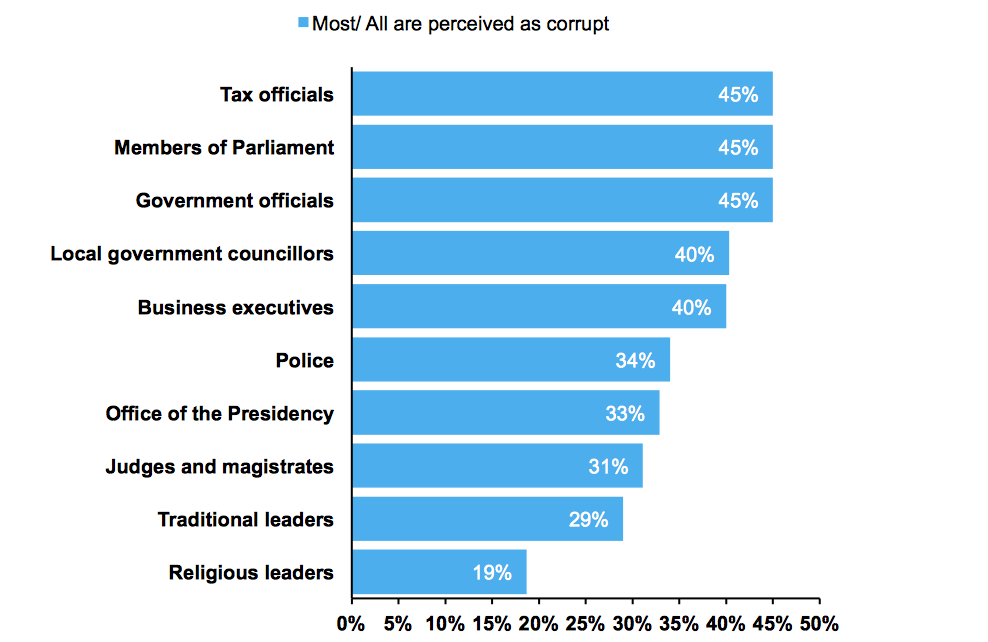 Most/ All are perceived as corrupt
Tax officials 45%
Members of Parliament 45%
Government officials 45%
Local government councillors 40%
Business executives 40%
Police 34%
Office of the Presidency 33%
Judges and magistrates 31%
Traditional leaders 29%
Religious leaders 19%
0% 5% 10% 15% 20% 25% 30% 35% 40% 45% 50%